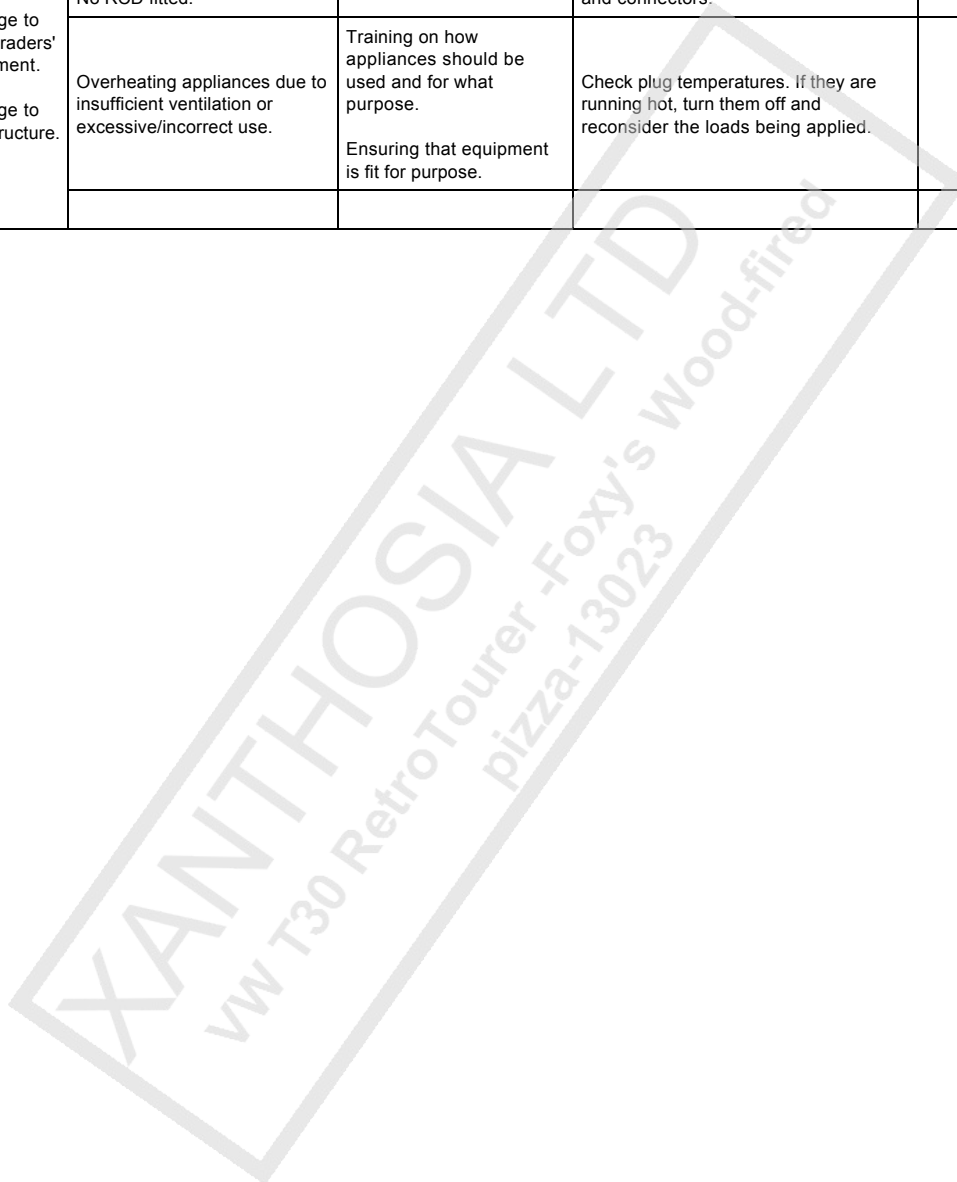 No RCD fitted.
and connectors.
ge to
raders'
ment.
ge to
ructure.
Overheating appliances due to
insufficient ventilation or
excessive/incorrect use.
Training on how
appliances should be
used and for what
purpose.
Ensuring that equipment
is fit for purpose.
Check plug temperatures. If they are
running hot, turn them off and
reconsider the loads being applied.
XANTHOSIA LTD
VW T30 RetroTourer -Foxy's Wood-fired
pizza-13023